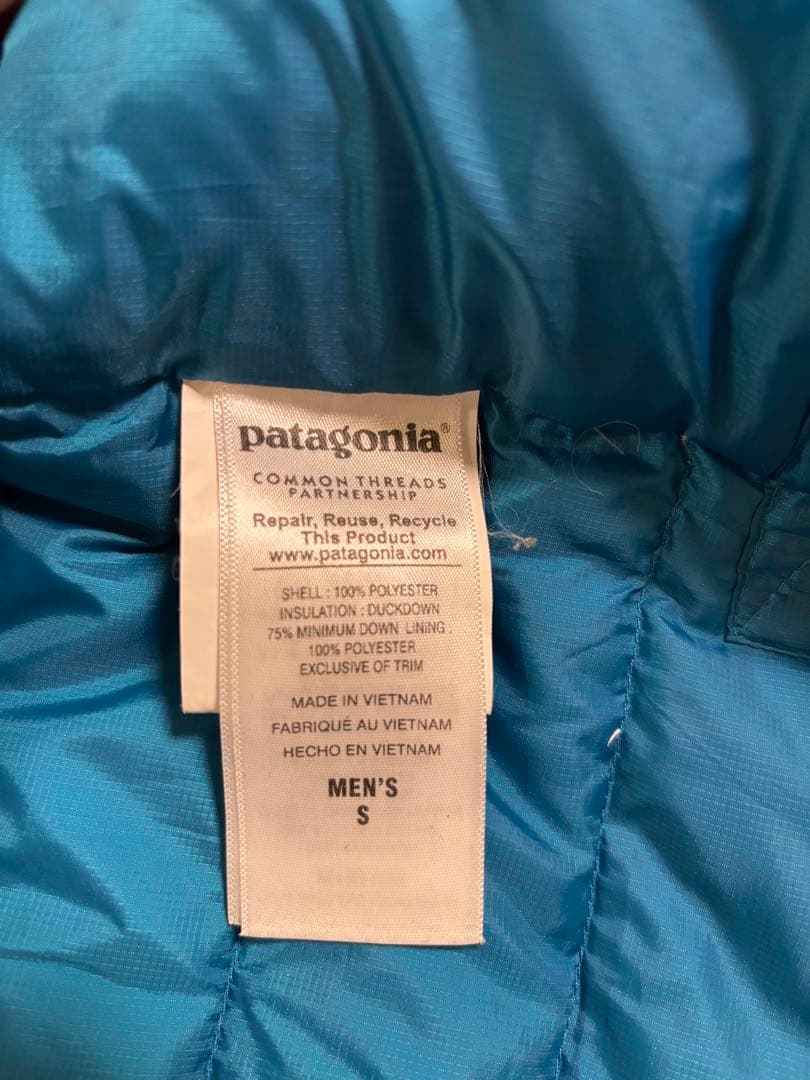 patagonia®
COMMON THREADS
PARTNERSHIP
Repair, Reuse, Recycle
This Product
www.patagonia.com
SHELL : 100% POLYESTER
INSULATION : DUCKDOWN
75% MINIMUM DOWN LINING :
100% POLYESTER
EXCLUSIVE OF TRIM
MADE IN VIETNAM
FABRIQUÉ AU VIETNAM
HECHO EN VIETNAM
MEN'S
S